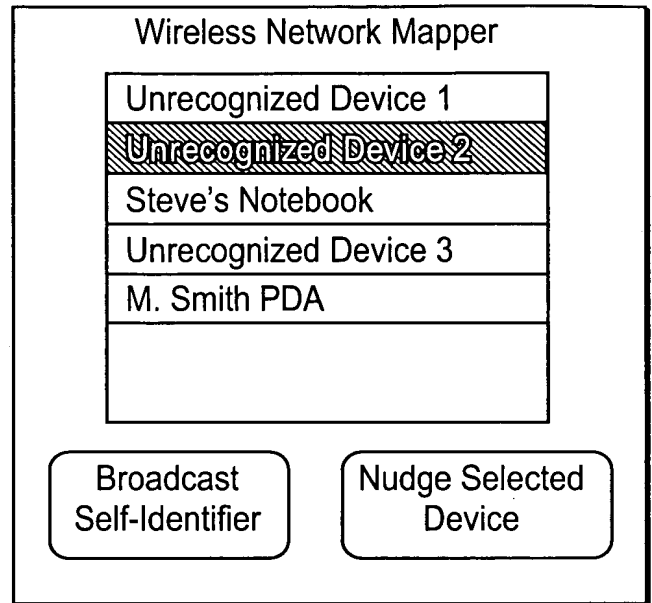 Wireless Network Mapper
Unrecognized Device 1
Unrecognized Device 2
Steve's Notebook
Unrecognized Device 3
M. Smith PDA
Broadcast
Self-Identifier
Nudge Selected
Device